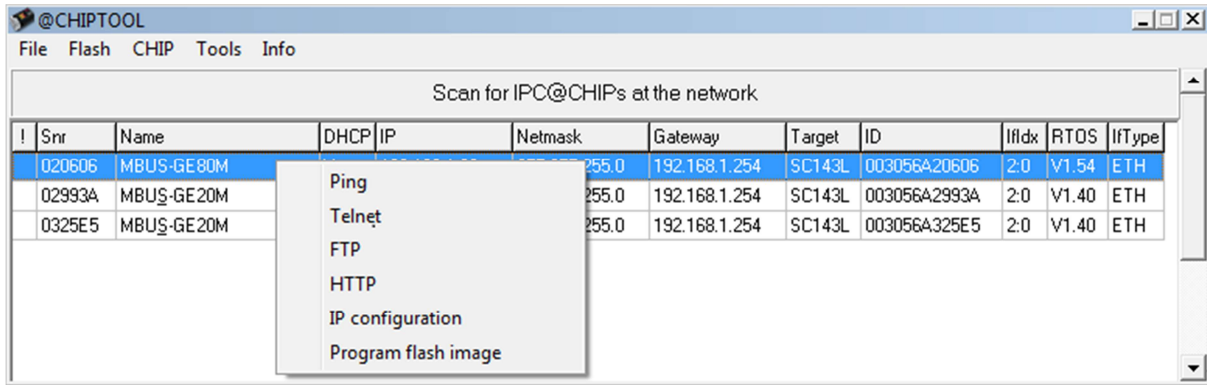 @CHIPTOOL
File Flash CHIP Tools Info
Scan for IPC@CHIPs at the network
! Snr Name DHCP IP Netmask Gateway Target ID IfIdx RTOS IfType
020606 MBUS-GE80M 255.0 192.168.1.254 SC143L 003056A20606 2:0 V1.54 ETH
02993A MBUS-GE20M 255.0 192.168.1.254 SC143L 003056A2993A 2:0 V1.40 ETH
0325E5 MBUS-GE20M 255.0 192.168.1.254 SC143L 003056A325E5 2:0 V1.40 ETH
Ping
Telnet
FTP
HTTP
IP configuration
Program flash image